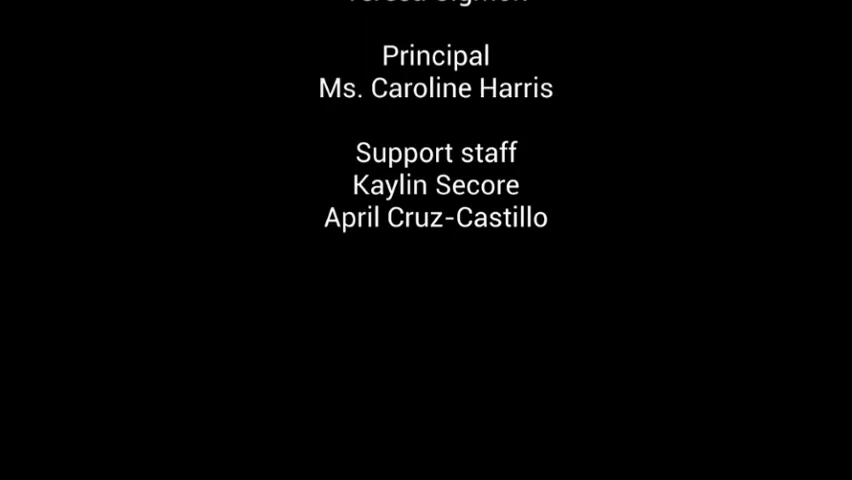 Principal
Ms. Caroline Harris
Support staff
Kaylin Secore
April Cruz-Castillo